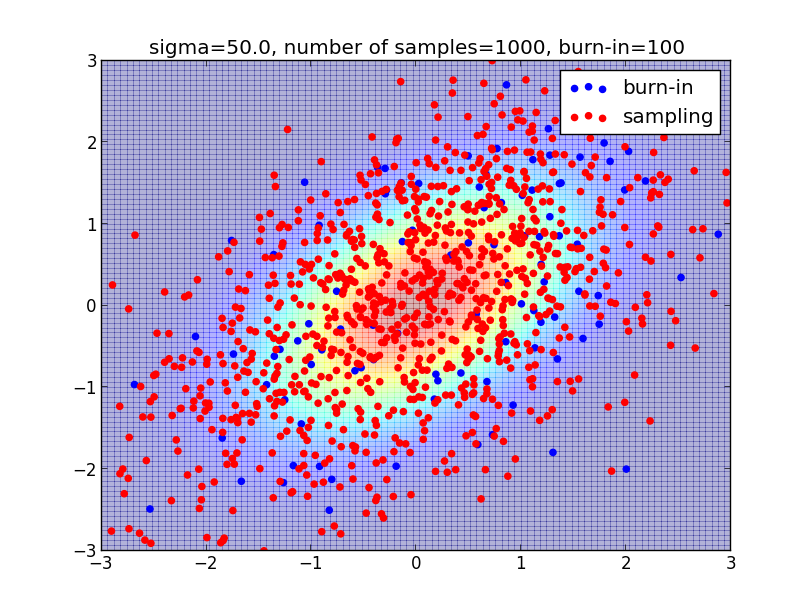 sigma=50.0, number of samples=1000, burn-in=100
burn-in
sampling
3
2
1
0
−1
−2
−3
−3 −2 −1 0 1 2 3